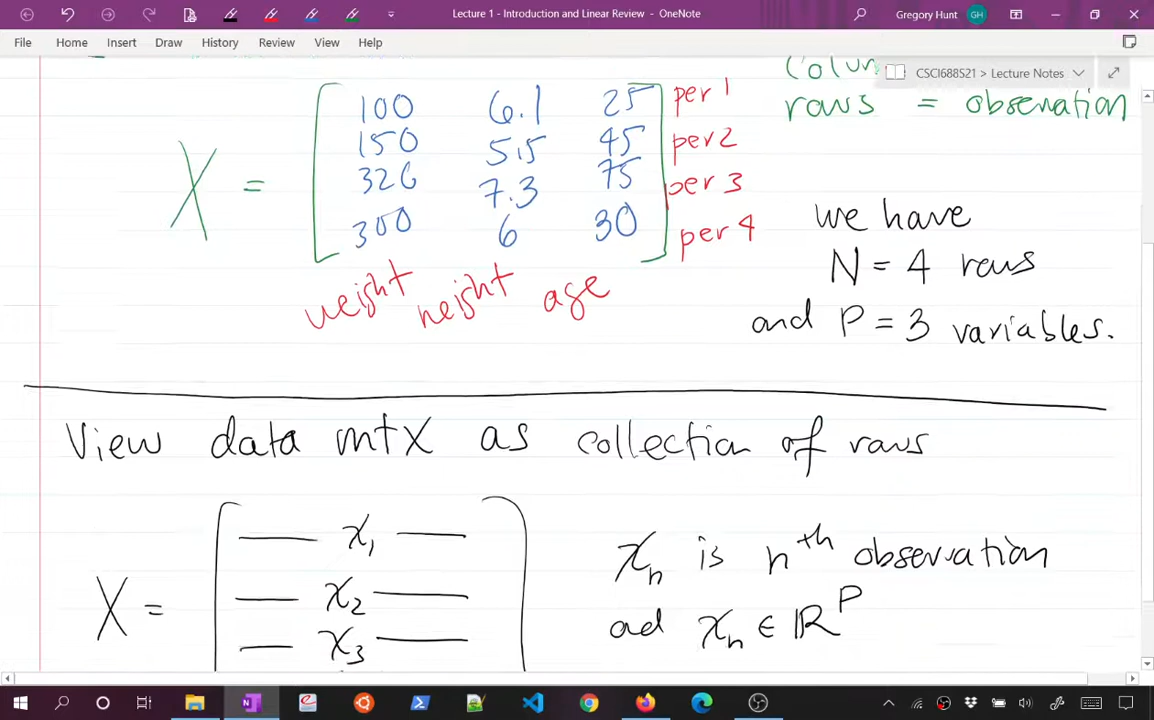 Lecture 1 - Introduction and Linear Review - OneNote
Gregory Hunt
GH
File Home Insert Draw History Review View Help
CSCI688S21 > Lecture Notes
Colum
rows = observation
X =
100 6.1 25 per 1
150 5.5 45 per 2
326 7.3 75 per 3
300 6 30 per 4
weight height age
we have
N = 4 rows
and P = 3 variables.
View data mtx as collection of rows
X =
x1
x2
x3
xn is nth observation
ad xn ∈ ℝP